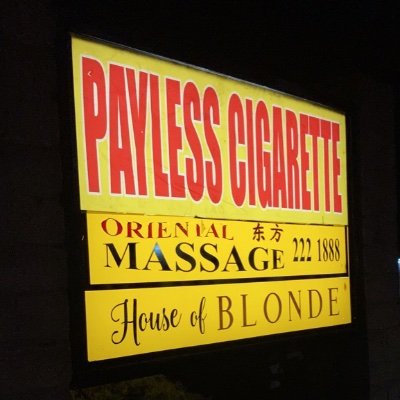 PAYLESS CIGARETTE
ORIENTAL 东方
MASSAGE 222 1888
House of BLONDE